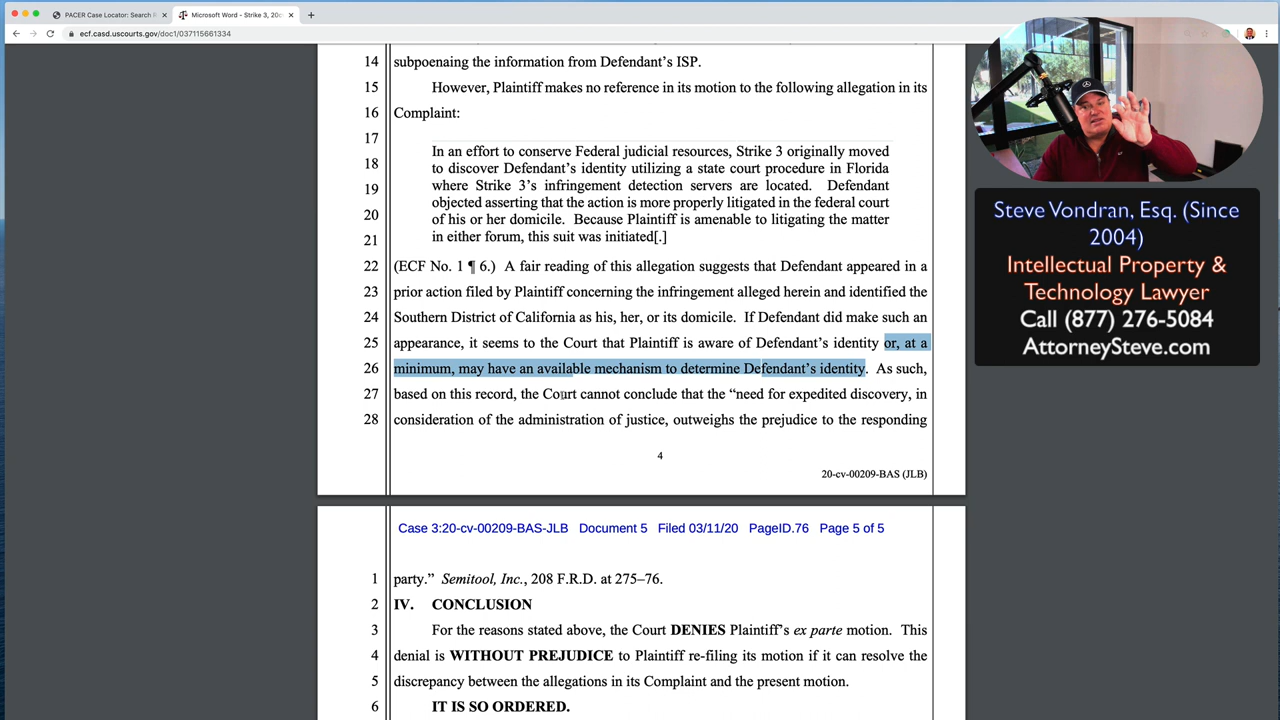 PACER Case Locator: Search R
Microsoft Word - Strike 3, 20c
ecf.casd.uscourts.gov/doc1/037115661334
14 subpoenaing the information from Defendant's ISP.
15 However, Plaintiff makes no reference in its motion to the following allegation in its
16 Complaint:
17
In an effort to conserve Federal judicial resources, Strike 3 originally moved
18 to discover Defendant's identity utilizing a state court procedure in Florida
19 where Strike 3's infringement detection servers are located. Defendant
objected asserting that the action is more properly litigated in the federal court
20 of his or her domicile. Because Plaintiff is amenable to litigating the matter
21 in either forum, this suit was initiated[.]
22 (ECF No. 1 ¶ 6.) A fair reading of this allegation suggests that Defendant appeared in a
23 prior action filed by Plaintiff concerning the infringement alleged herein and identified the
24 Southern District of California as his, her, or its domicile. If Defendant did make such an
25 appearance, it seems to the Court that Plaintiff is aware of Defendant's identity or, at a
26 minimum, may have an available mechanism to determine Defendant's identity. As such,
27 based on this record, the Court cannot conclude that the “need for expedited discovery, in
28 consideration of the administration of justice, outweighs the prejudice to the responding
4
20-cv-00209-BAS (JLB)
Case 3:20-cv-00209-BAS-JLB Document 5 Filed 03/11/20 PageID.76 Page 5 of 5
1 party.” Semitool, Inc., 208 F.R.D. at 275–76.
2 IV. CONCLUSION
3 For the reasons stated above, the Court DENIES Plaintiff's ex parte motion. This
4 denial is WITHOUT PREJUDICE to Plaintiff re-filing its motion if it can resolve the
5 discrepancy between the allegations in its Complaint and the present motion.
6 IT IS SO ORDERED.
Steve Vondran, Esq. (Since
2004)
Intellectual Property &
Technology Lawyer
Call (877) 276-5084
AttorneySteve.com